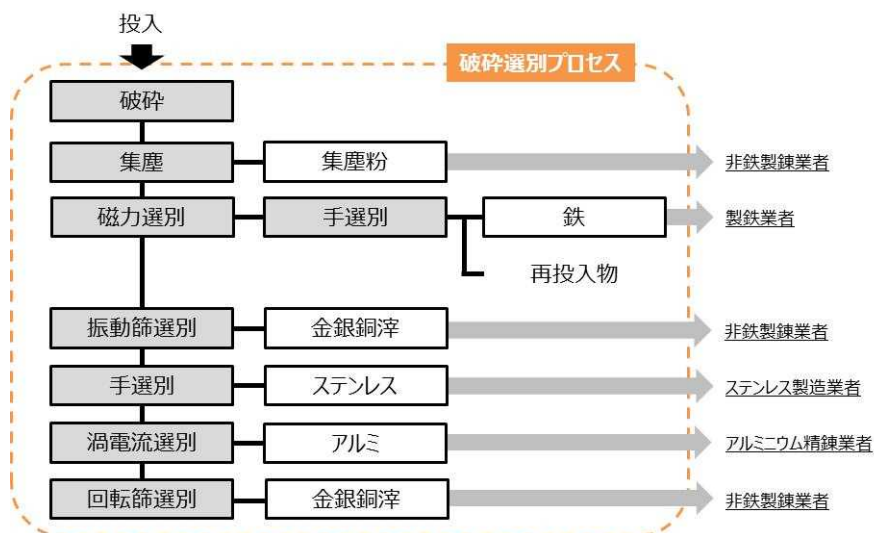 投入
破砕選別プロセス
破砕
集塵
集塵粉
非鉄製錬業者
磁力選別
手選別
鉄
製鉄業者
再投入物
振動篩選別
金銀銅滓
非鉄製錬業者
手選別
ステンレス
ステンレス製造業者
渦電流選別
アルミ
アルミニウム精錬業者
回転篩選別
金銀銅滓
非鉄製錬業者